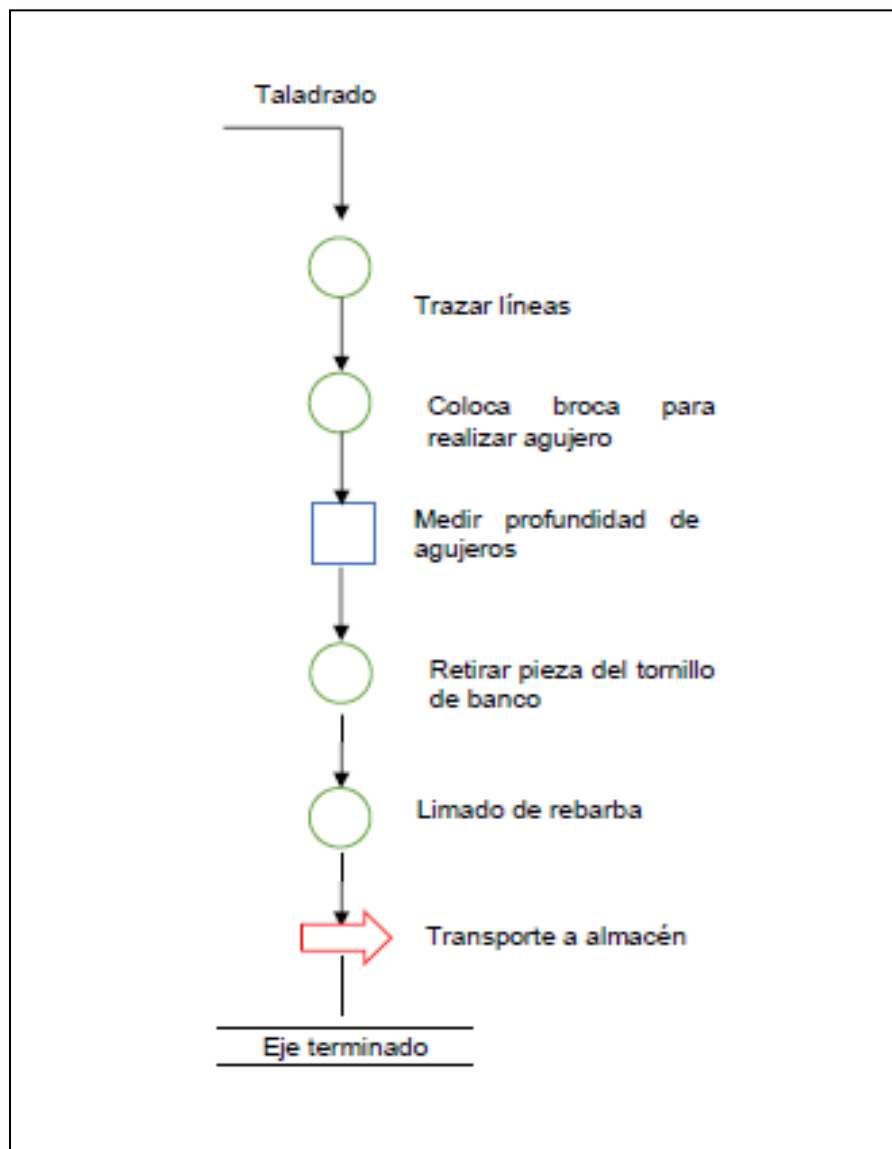 Taladrado
Trazar líneas
Coloca broca para
realizar agujero
Medir profundidad de
agujeros
Retirar pieza del tornillo
de banco
Limado de rebarba
Transporte a almacén
Eje terminado